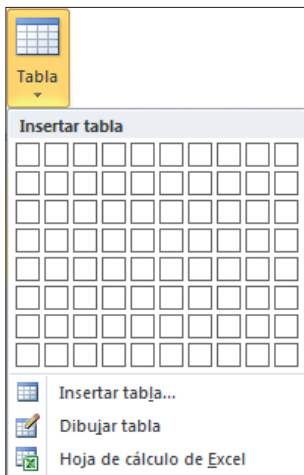 Tabla
Insertar tabla
Insertar tabla...
Dibujar tabla
Hoja de cálculo de Excel